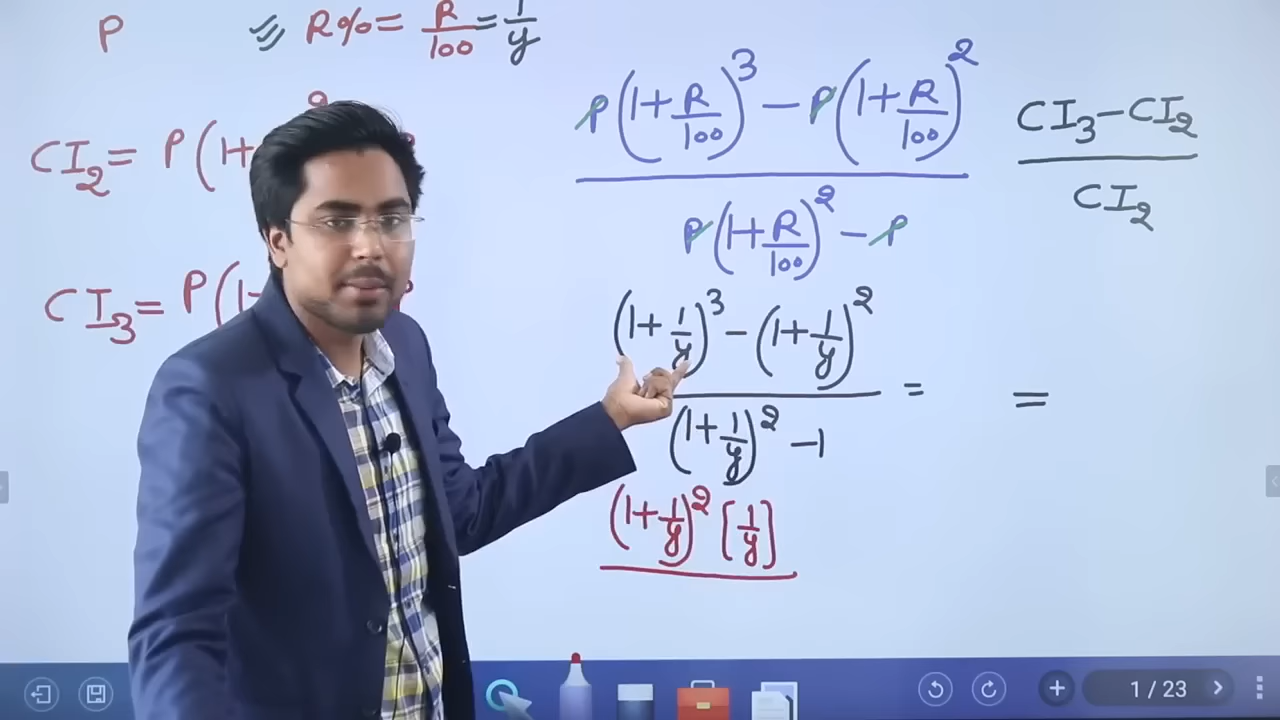 P
R% = R/100 = 1/y
CI₂ = P(1+
CI₃ = P(1
P(1+R/100)³ − P(1+R/100)²
P(1+R/100)² − P
CI₃ − CI₂
CI₂
(1+1/y)³ − (1+1/y)²
(1+1/y)² − 1
=
=
(1+1/y)² [1/y]
1 / 23